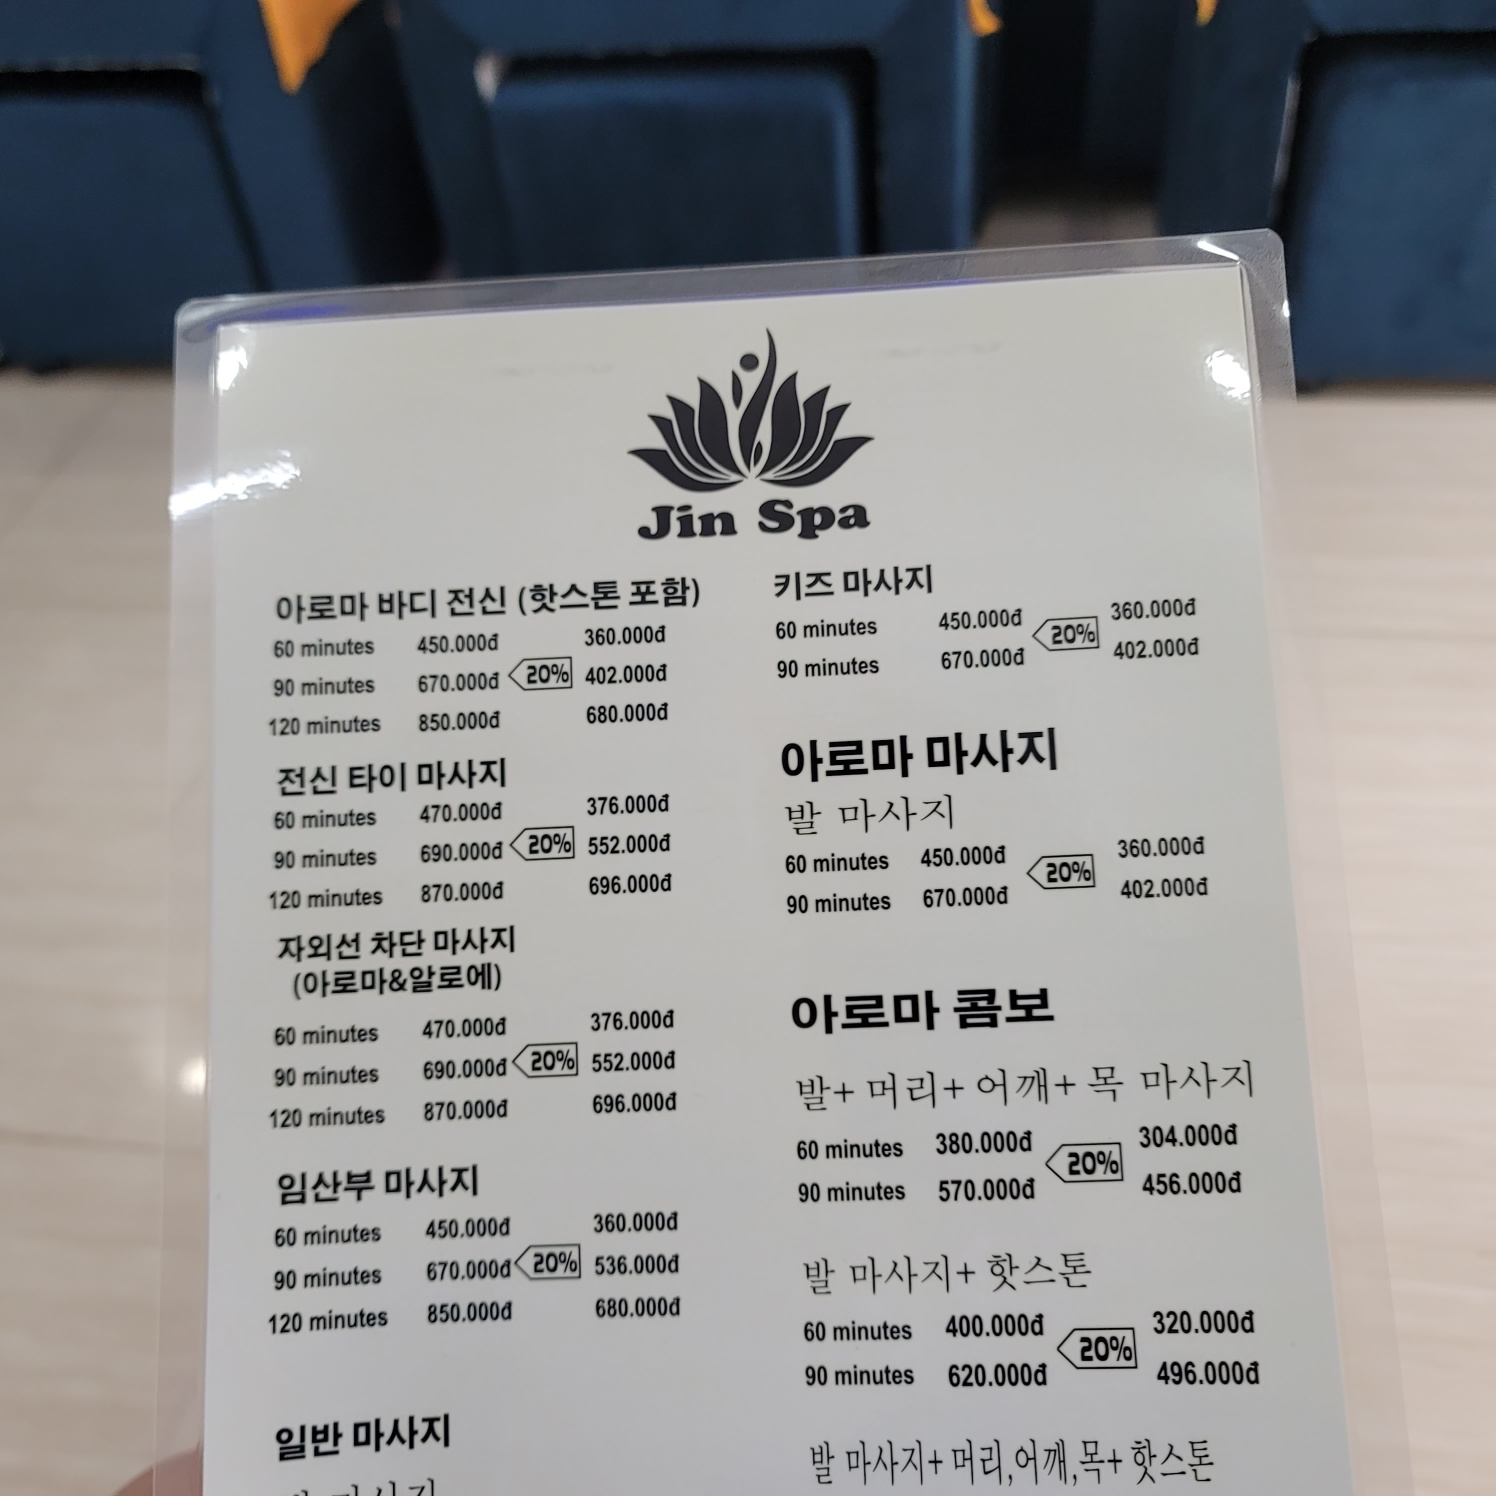 Jin Spa
아로마 바디 전신 (핫스톤 포함)
60 minutes 450.000đ 360.000đ
90 minutes 670.000đ 20% 402.000đ
120 minutes 850.000đ 680.000đ
전신 타이 마사지
60 minutes 470.000đ 376.000đ
90 minutes 690.000đ 20% 552.000đ
120 minutes 870.000đ 696.000đ
자외선 차단 마사지
(아로마&알로에)
60 minutes 470.000đ 376.000đ
90 minutes 690.000đ 20% 552.000đ
120 minutes 870.000đ 696.000đ
임산부 마사지
60 minutes 450.000đ 360.000đ
90 minutes 670.000đ 20% 536.000đ
120 minutes 850.000đ 680.000đ
일반 마사지
키즈 마사지
60 minutes 450.000đ 20% 360.000đ
90 minutes 670.000đ 402.000đ
아로마 마사지
발 마사지
60 minutes 450.000đ 20% 360.000đ
90 minutes 670.000đ 402.000đ
아로마 콤보
발+ 머리+ 어깨+ 목 마사지
60 minutes 380.000đ 20% 304.000đ
90 minutes 570.000đ 456.000đ
발 마사지+ 핫스톤
60 minutes 400.000đ 20% 320.000đ
90 minutes 620.000đ 496.000đ
발 마사지+ 머리,어깨,목+ 핫스톤